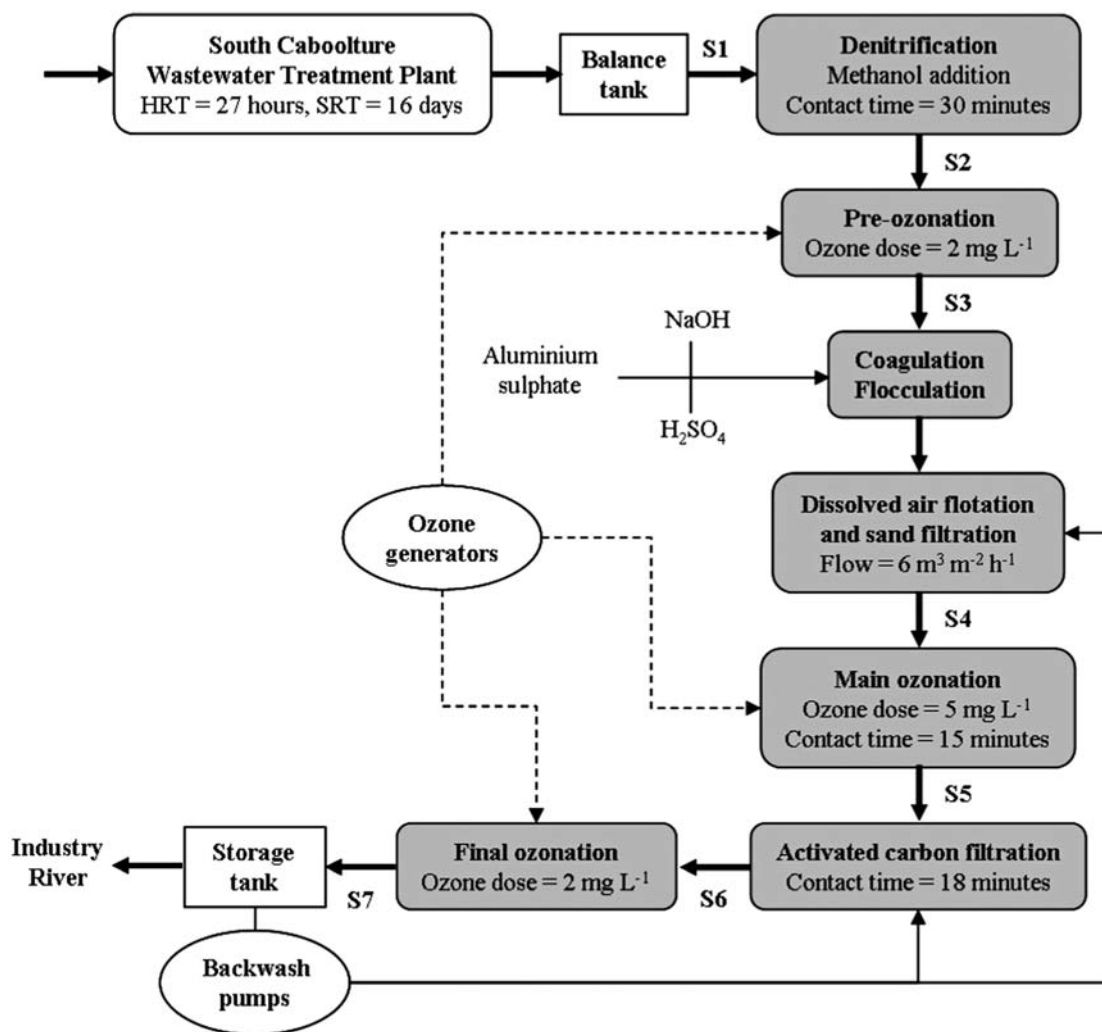 South Caboolture
Wastewater Treatment Plant
HRT = 27 hours, SRT = 16 days
Balance
tank
S1
Denitrification
Methanol addition
Contact time = 30 minutes
S2
Pre-ozonation
Ozone dose = 2 mg L⁻¹
S3
NaOH
Aluminium
sulphate
H₂SO₄
Coagulation
Flocculation
Dissolved air flotation
and sand filtration
Flow = 6 m³ m⁻² h⁻¹
Ozone
generators
S4
Main ozonation
Ozone dose = 5 mg L⁻¹
Contact time = 15 minutes
S5
Activated carbon filtration
Contact time = 18 minutes
S6
Final ozonation
Ozone dose = 2 mg L⁻¹
S7
Storage
tank
Industry
River
Backwash
pumps